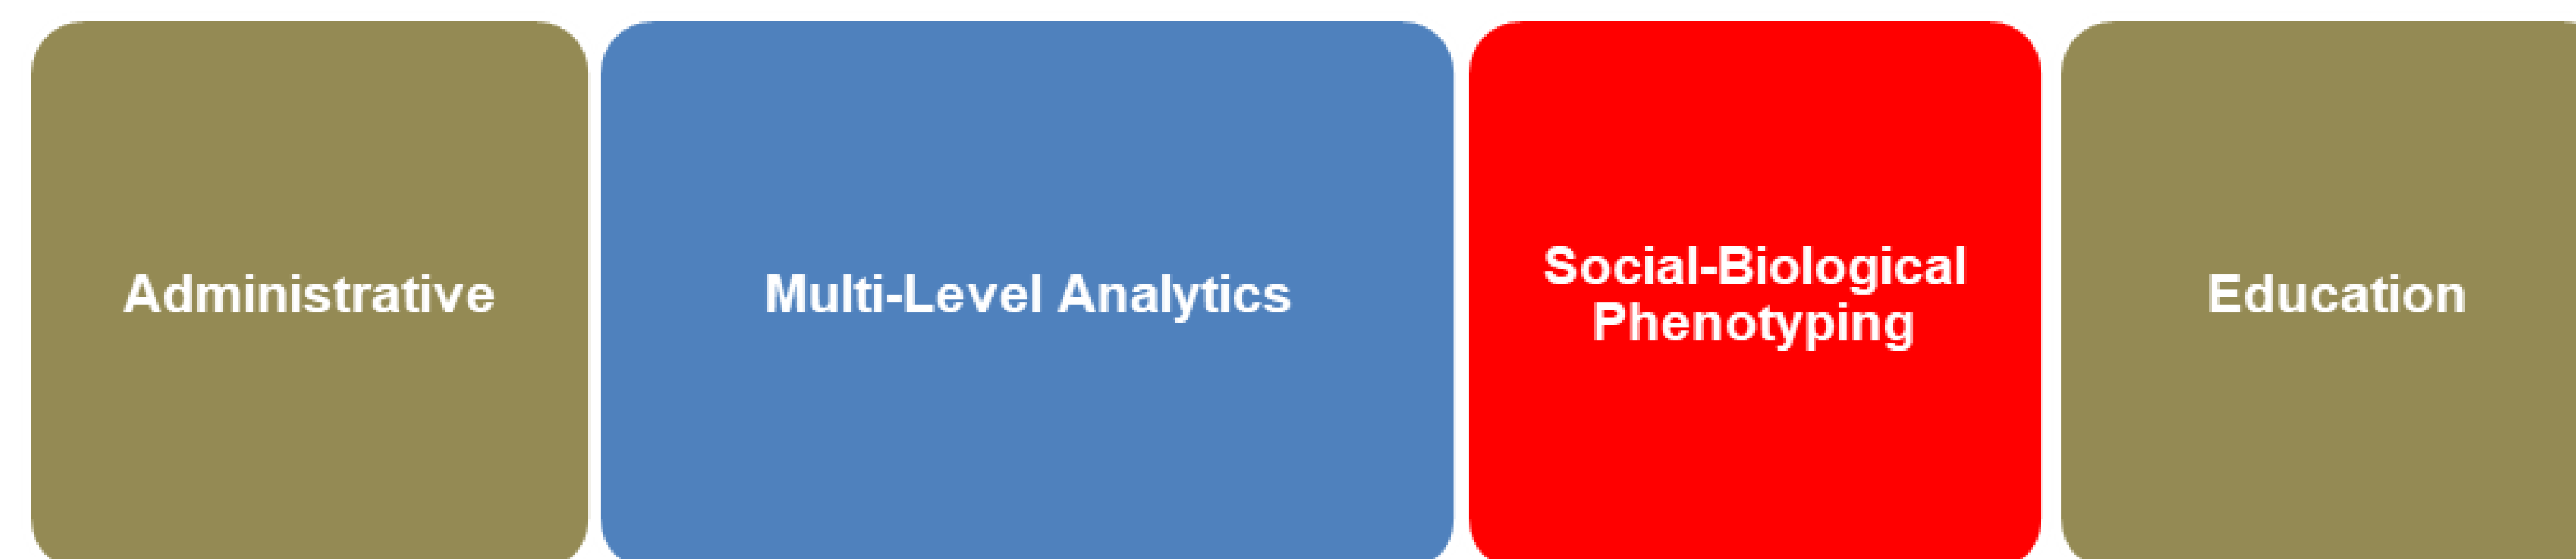 Administrative
Multi-Level Analytics
Social-Biological
Phenotyping
Education